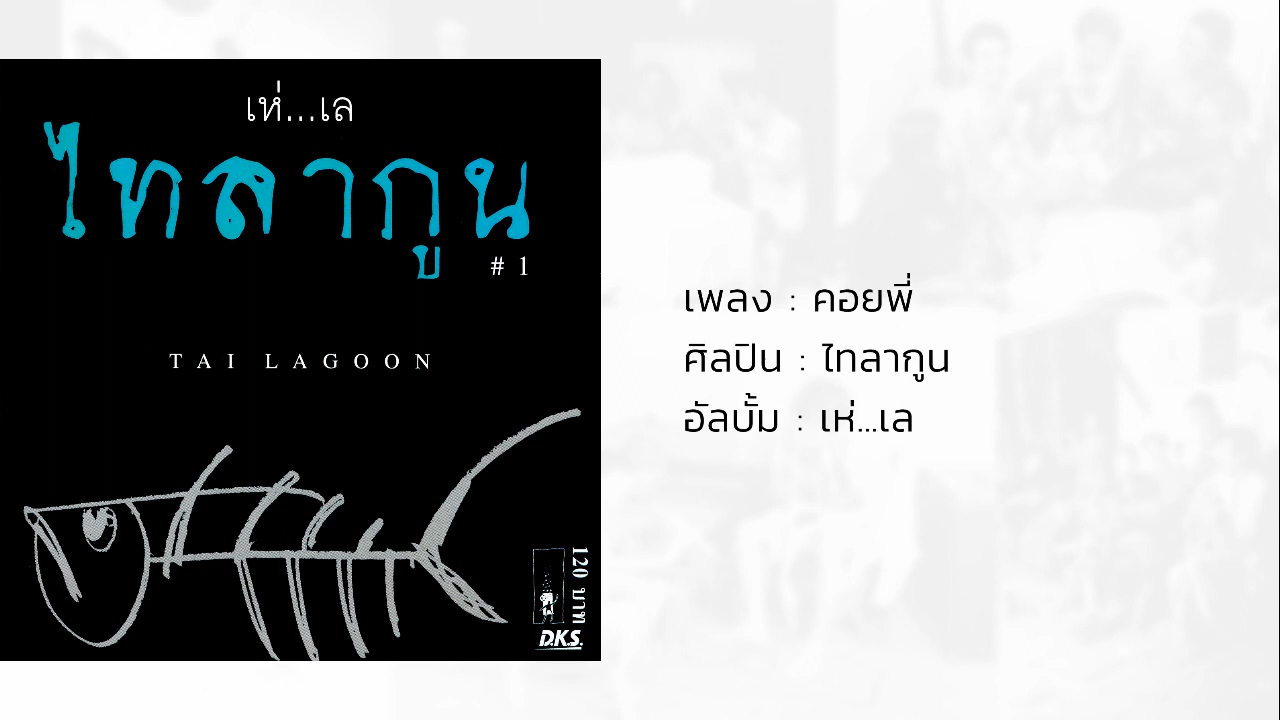 เห่...เล
ไทลากูน
# 1
TAI LAGOON
120 บาท
D.K.S.
เพลง : คอยพี่
ศิลปิน : ไทลากูน
อัลบั้ม : เห่...เล